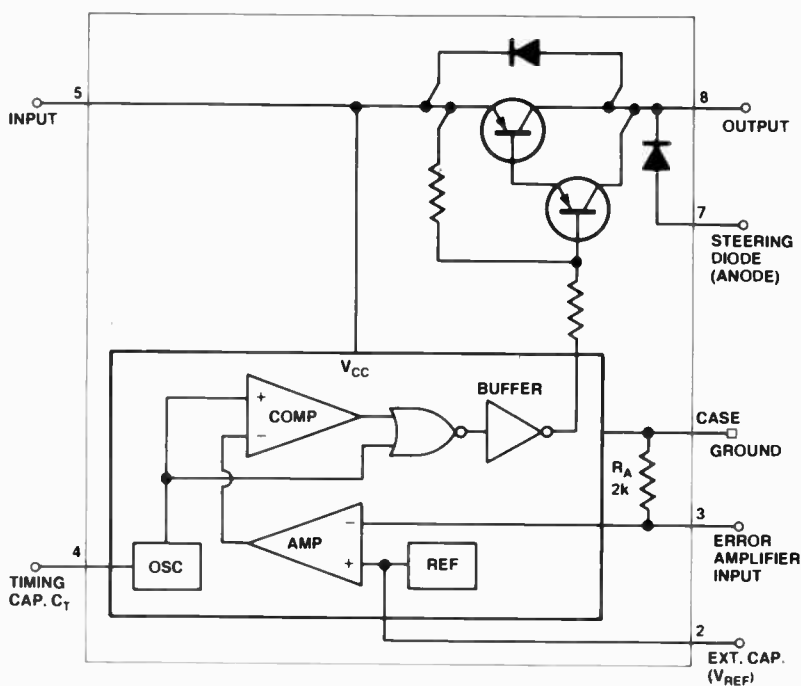 5
INPUT
8
OUTPUT
7
STEERING
DIODE
(ANODE)
VCC
BUFFER
+
COMP
−
CASE
GROUND
RA
2k
−
AMP
+
3
ERROR
AMPLIFIER
INPUT
4
TIMING
CAP. CT
OSC
REF
2
EXT. CAP.
(VREF)